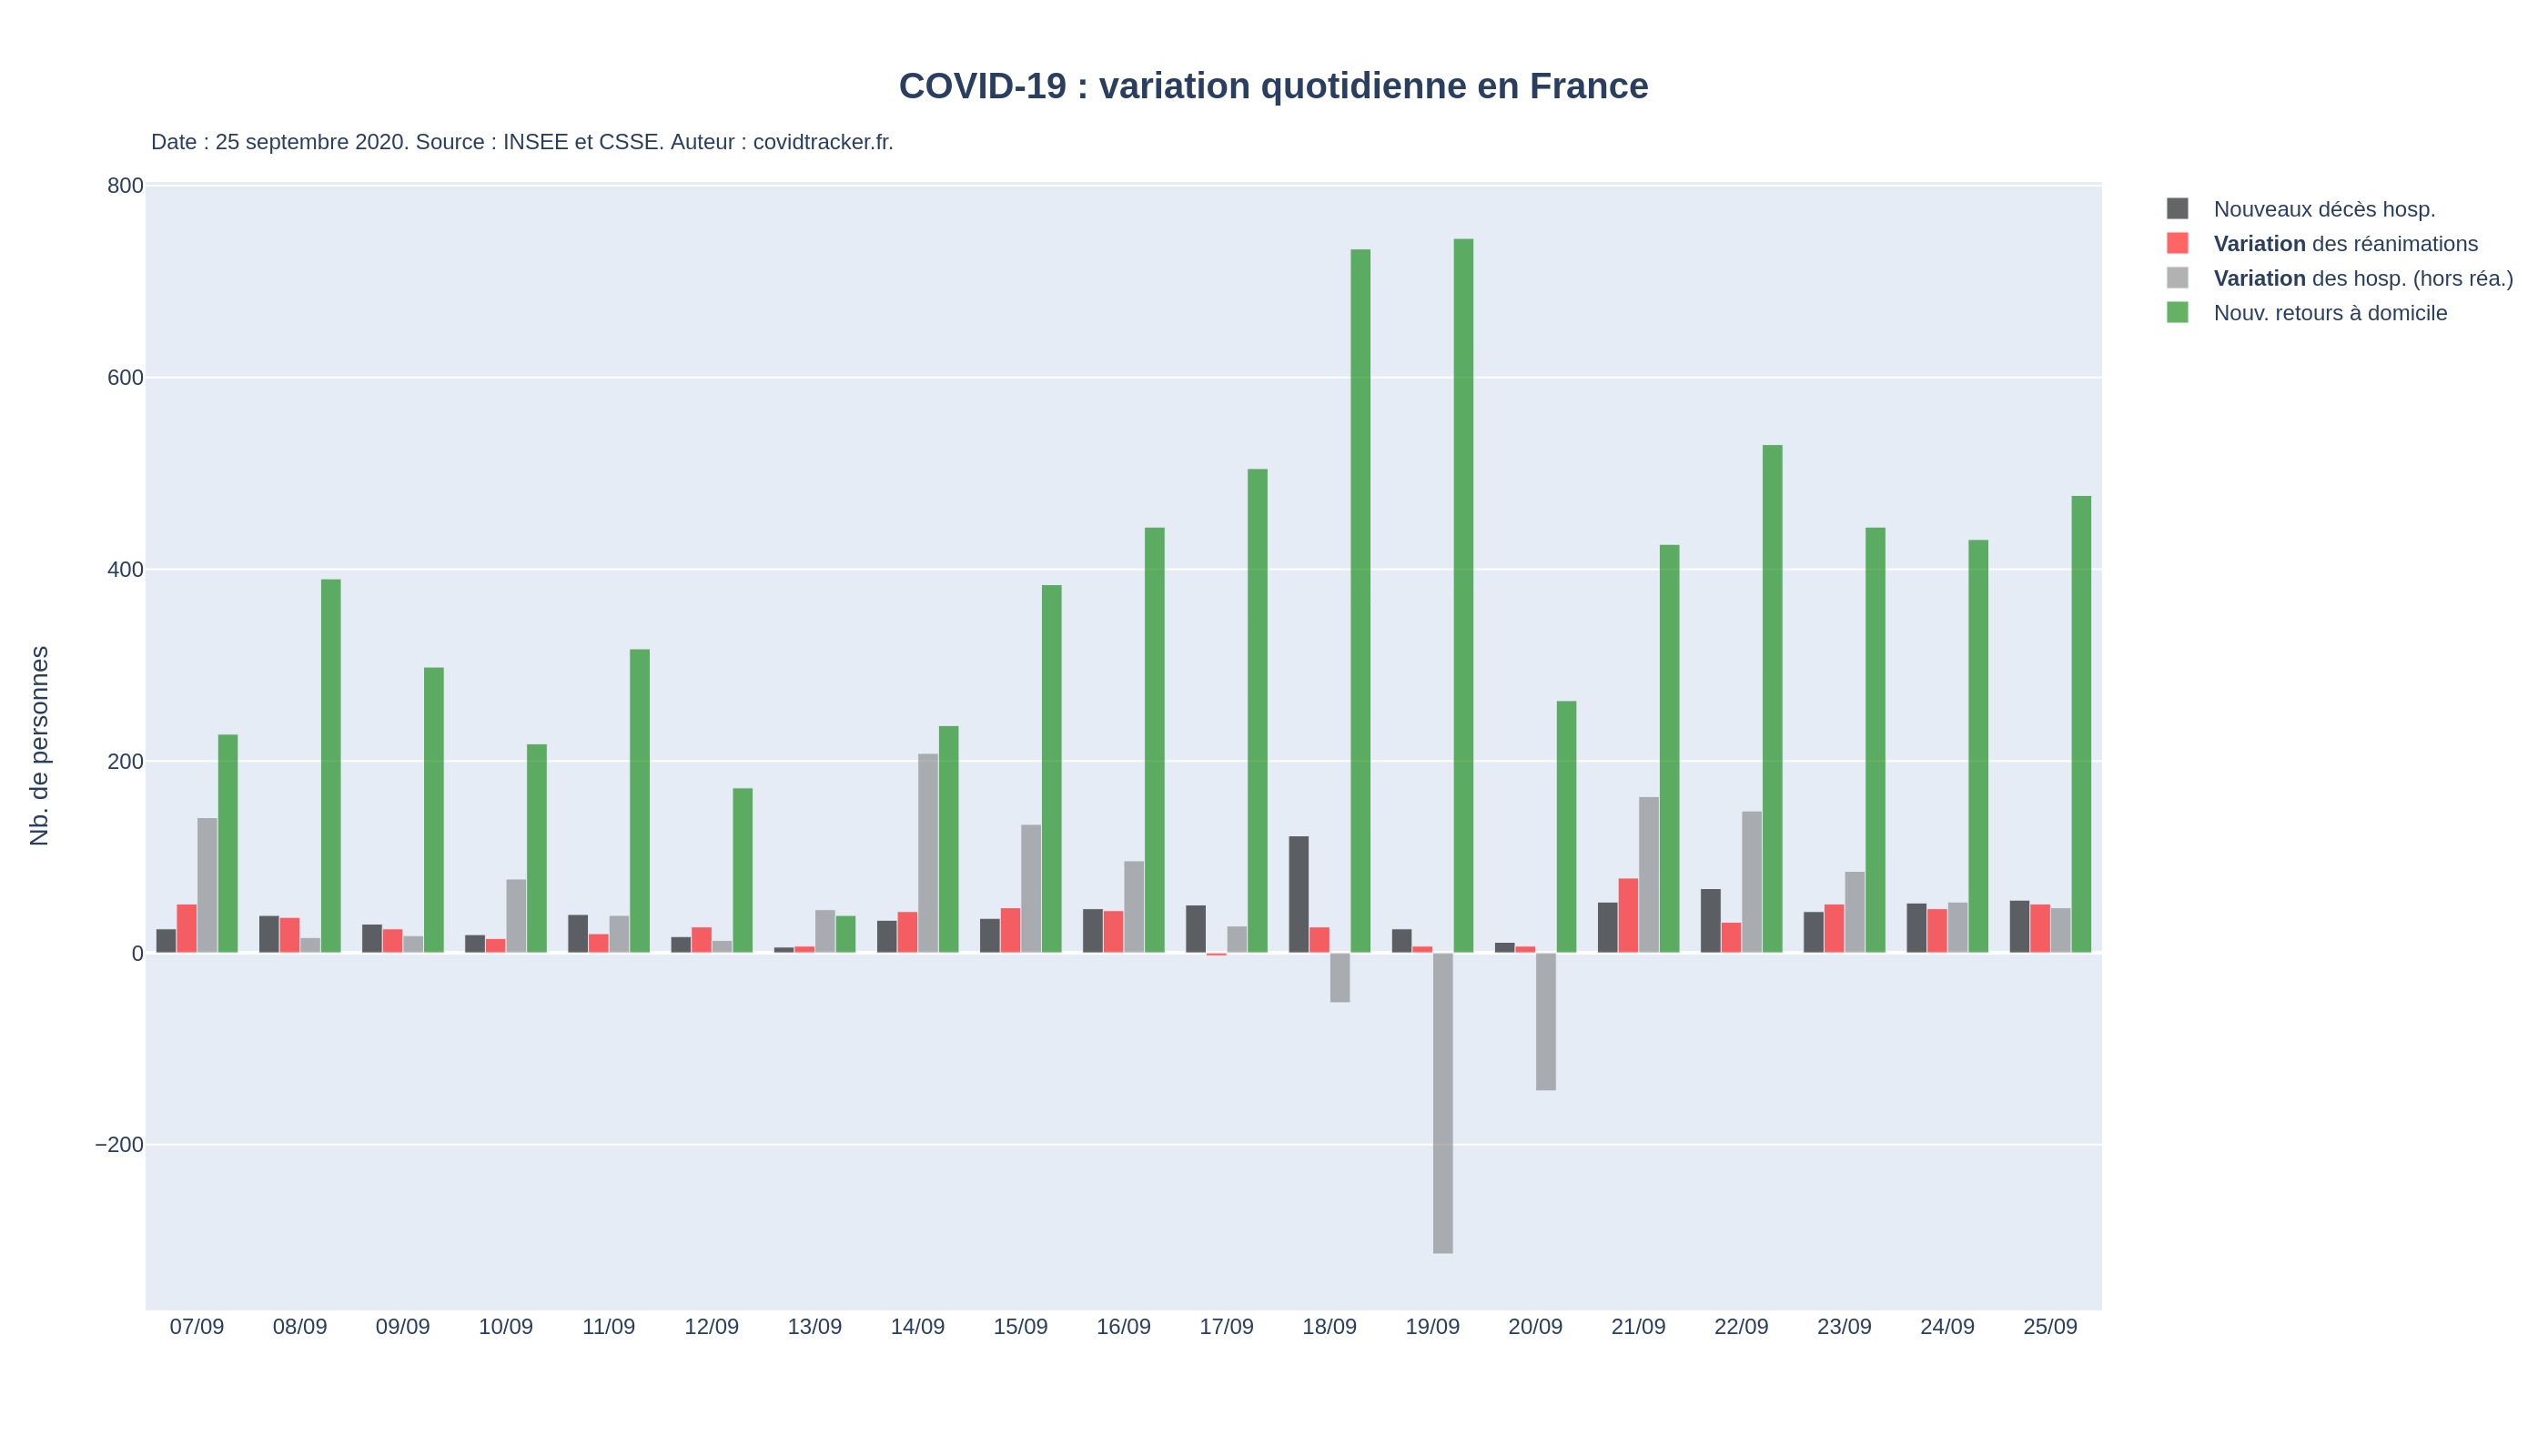 COVID-19 : variation quotidienne en France
Date : 25 septembre 2020. Source : INSEE et CSSE. Auteur : covidtracker.fr.
800
600
400
200
0
−200
Nb. de personnes
07/09 08/09 09/09 10/09 11/09 12/09 13/09 14/09 15/09 16/09 17/09 18/09 19/09 20/09 21/09 22/09 23/09 24/09 25/09
Nouveaux décès hosp.
Variation des réanimations
Variation des hosp. (hors réa.)
Nouv. retours à domicile